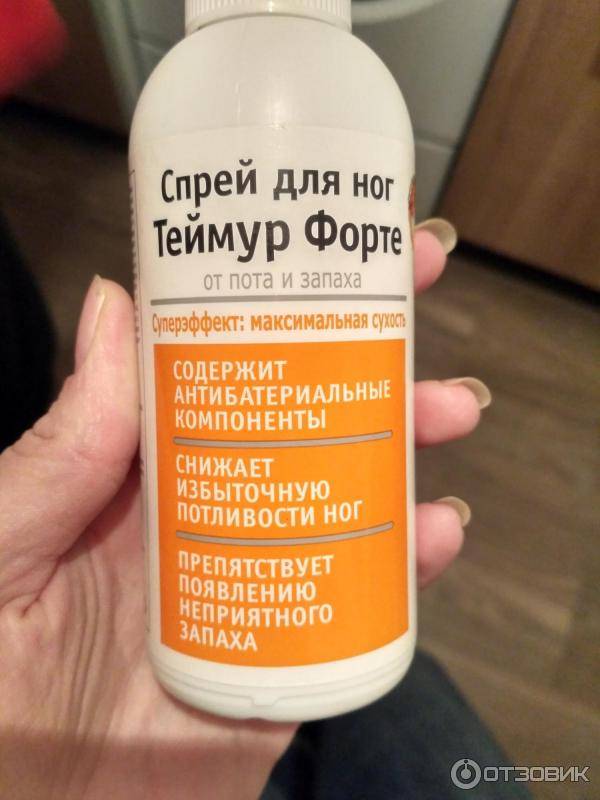 Спрей для ног
Теймур Форте
от пота и запаха
Суперэффект: максимальная сухость
СОДЕРЖИТ
АНТИБАТЕРИАЛЬНЫЕ
КОМПОНЕНТЫ
СНИЖАЕТ
ИЗБЫТОЧНУЮ
ПОТЛИВОСТИ НОГ
ПРЕПЯТСТВУЕТ
ПОЯВЛЕНИЮ
НЕПРИЯТНОГО
ЗАПАХА
ОТЗОВИК